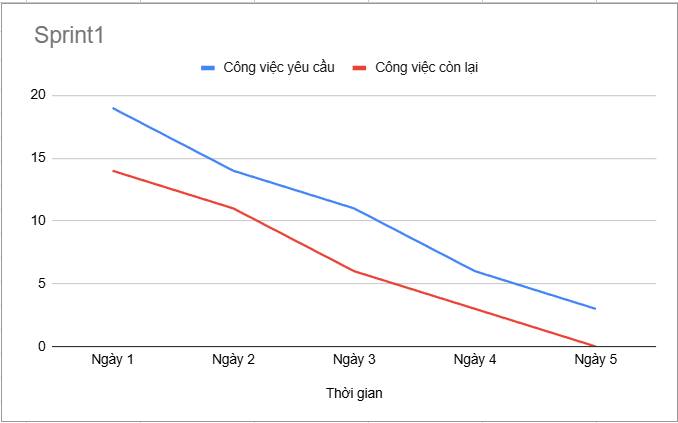 Sprint1
Công việc yêu cầu
Công việc còn lại
20
15
10
5
0
Ngày 1 Ngày 2 Ngày 3 Ngày 4 Ngày 5
Thời gian